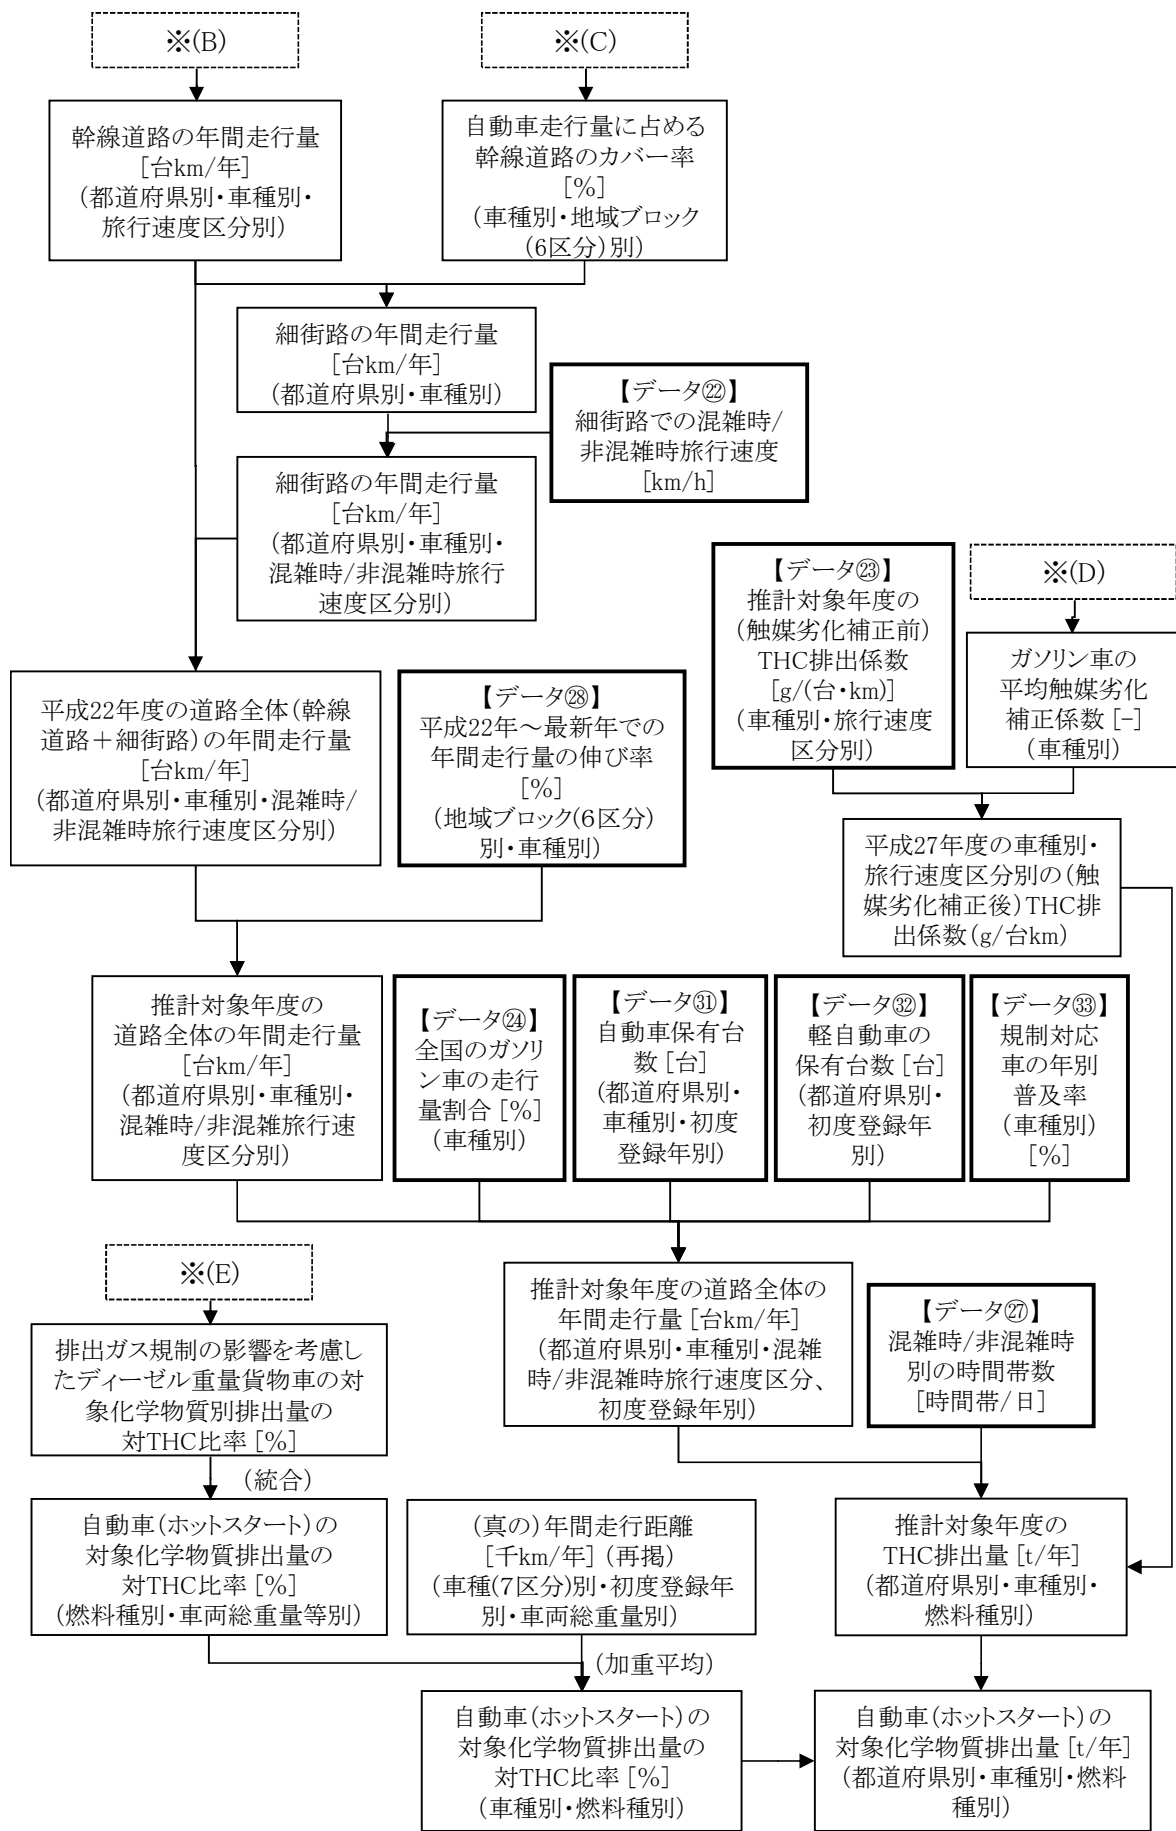 ※(B)
※(C)
幹線道路の年間走行量
[台km/年]
(都道府県別・車種別・
旅行速度区分別)
自動車走行量に占める
幹線道路のカバー率
[%]
(車種別・地域ブロック
(6区分)別)
細街路の年間走行量
[台km/年]
(都道府県別・車種別)
【データ㉒】
細街路での混雑時/
非混雑時旅行速度
[km/h]
細街路の年間走行量
[台km/年]
(都道府県別・車種別・
混雑時/非混雑時旅行
速度区分別)
【データ㉓】
推計対象年度の
(触媒劣化補正前)
THC排出係数
[g/(台・km)]
(車種別・旅行速度
区分別)
※(D)
ガソリン車の
平均触媒劣化
補正係数[-]
(車種別)
平成22年度の道路全体(幹線
道路+細街路)の年間走行量
[台km/年]
(都道府県別・車種別・混雑時/
非混雑時旅行速度区分別)
【データ㉘】
平成22年~最新年での
年間走行量の伸び率
[%]
(地域ブロック(6区分)
別・車種別)
平成27年度の車種別・
旅行速度区分別の(触
媒劣化補正後)THC排
出係数(g/台km)
推計対象年度の
道路全体の年間走行量
[台km/年]
(都道府県別・車種別・
混雑時/非混雑旅行速
度区分別)
【データ㉔】
全国のガソリ
ン車の走行
量割合[%]
(車種別)
【データ㉛】
自動車保有台
数[台]
(都道府県別・
車種別・初度
登録年別)
【データ㉜】
軽自動車の
保有台数[台]
(都道府県別・
初度登録年
別)
【データ㉝】
規制対応
車の年別
普及率
(車種別)
[%]
※(E)
排出ガス規制の影響を考慮し
たディーゼル重量貨物車の対
象化学物質別排出量の
対THC比率[%]
推計対象年度の道路全体の
年間走行量[台km/年]
(都道府県別・車種別・混雑
時/非混雑時旅行速度区分、
初度登録年別)
【データ㉗】
混雑時/非混雑時
別の時間帯数
[時間帯/日]
(統合)
自動車(ホットスタート)の
対象化学物質排出量の
対THC比率[%]
(燃料種別・車両総重量等別)
(真の)年間走行距離
[千km/年](再掲)
(車種(7区分)別・初度登録年
別・車両総重量別)
推計対象年度の
THC排出量[t/年]
(都道府県別・車種別・
燃料種別)
(加重平均)
自動車(ホットスタート)の
対象化学物質排出量の
対THC比率[%]
(車種別・燃料種別)
自動車(ホットスタート)の
対象化学物質排出量[t/年]
(都道府県別・車種別・燃料
種別)